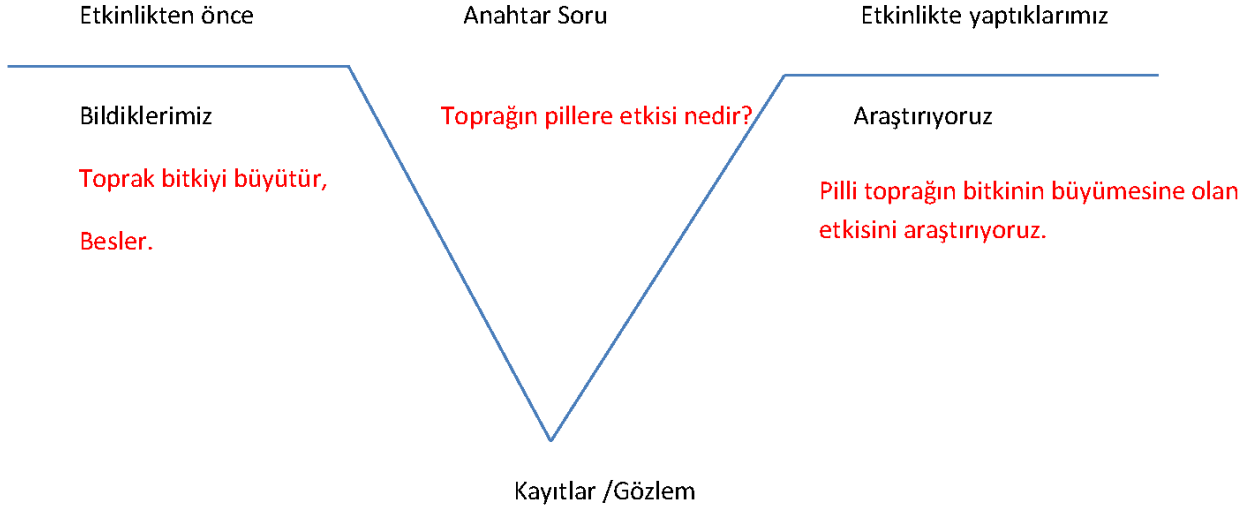 Etkinlikten önce
Anahtar Soru
Etkinlikte yaptıklarımız
Bildiklerimiz
Toprak bitkiyi büyütür,
Besler.
Toprağın pillere etkisi nedir?
Araştırıyoruz
Pilli toprağın bitkinin büyümesine olan
etkisini araştırıyoruz.
Kayıtlar /Gözlem